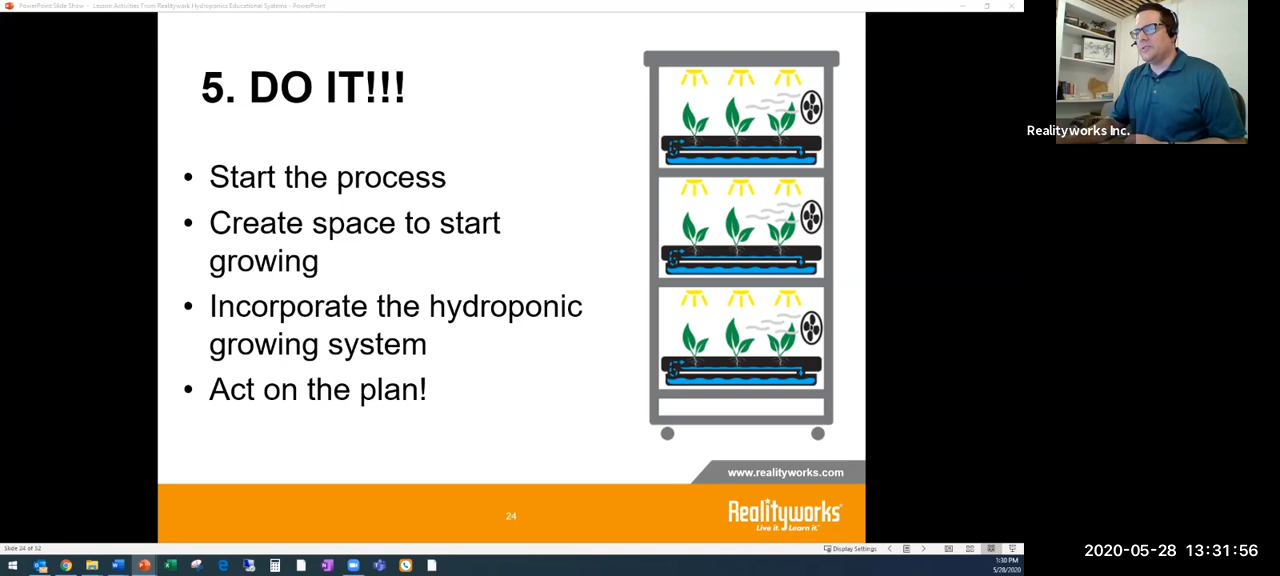 PowerPoint Slide Show - Lesson Activities From Realitywork Hydroponics Educational Systems - PowerPoint
5. DO IT!!!
• Start the process
• Create space to start
growing
• Incorporate the hydroponic
growing system
• Act on the plan!
www.realityworks.com
24
Realityworks
Live it. Learn it.
Realityworks Inc.
Slide 24 of 52
Display Settings
1:30 PM
5/28/2020
2020-05-28 13:31:56